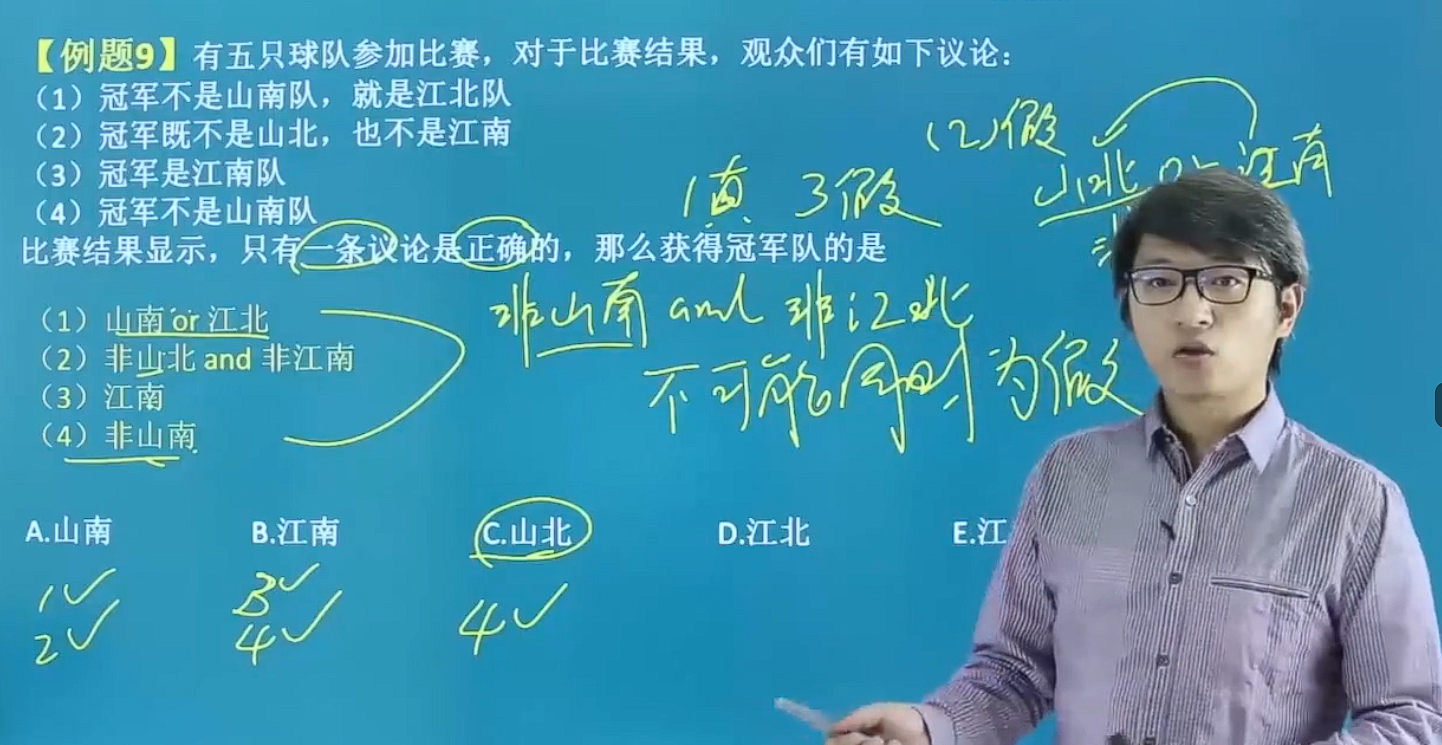 【例题9】有五只球队参加比赛，对于比赛结果，观众们有如下议论：
（1）冠军不是山南队，就是江北队
（2）冠军既不是山北，也不是江南
（3）冠军是江南队
（4）冠军不是山南队
比赛结果显示，只有一条议论是正确的，那么获得冠军队的是
(2)假
山北 or 江南
1真 3假
非山南 and 非江北
不可能同时为假
（1）山南 or 江北
（2）非山北 and 非江南
（3）江南
（4）非山南
A.山南 B.江南 C.山北 D.江北 E.江
1✓ 3✓ 4✓
2✓ 4✓